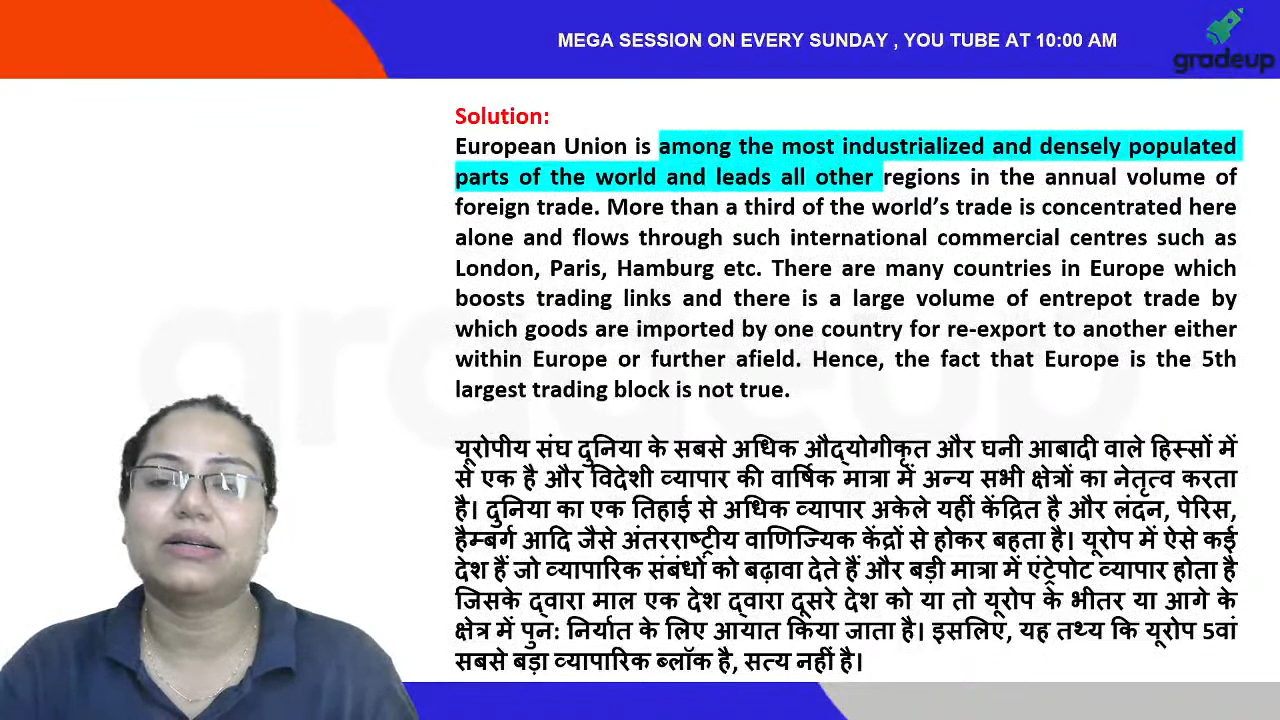 MEGA SESSION ON EVERY SUNDAY , YOU TUBE AT 10:00 AM
gradeup
Solution:
European Union is among the most industrialized and densely populated
parts of the world and leads all other regions in the annual volume of
foreign trade. More than a third of the world's trade is concentrated here
alone and flows through such international commercial centres such as
London, Paris, Hamburg etc. There are many countries in Europe which
boosts trading links and there is a large volume of entrepot trade by
which goods are imported by one country for re-export to another either
within Europe or further afield. Hence, the fact that Europe is the 5th
largest trading block is not true.
यूरोपीय संघ दुनिया के सबसे अधिक औद्योगीकृत और घनी आबादी वाले हिस्सों में
से एक है और विदेशी व्यापार की वार्षिक मात्रा में अन्य सभी क्षेत्रों का नेतृत्व करता
है। दुनिया का एक तिहाई से अधिक व्यापार अकेले यहीं केंद्रित है और लंदन, पेरिस,
हैम्बर्ग आदि जैसे अंतरराष्ट्रीय वाणिज्यिक केंद्रों से होकर बहता है। यूरोप में ऐसे कई
देश हैं जो व्यापारिक संबंधों को बढ़ावा देते हैं और बड़ी मात्रा में एंट्रेपोट व्यापार होता है
जिसके द्वारा माल एक देश द्वारा दूसरे देश को या तो यूरोप के भीतर या आगे के
क्षेत्र में पुन: निर्यात के लिए आयात किया जाता है। इसलिए, यह तथ्य कि यूरोप 5वां
सबसे बड़ा व्यापारिक ब्लॉक है, सत्य नहीं है।